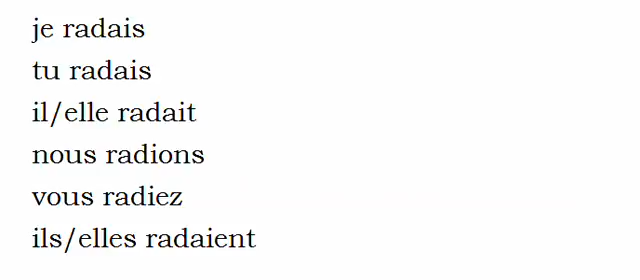 je radais
tu radais
il/elle radait
nous radions
vous radiez
ils/elles radaient